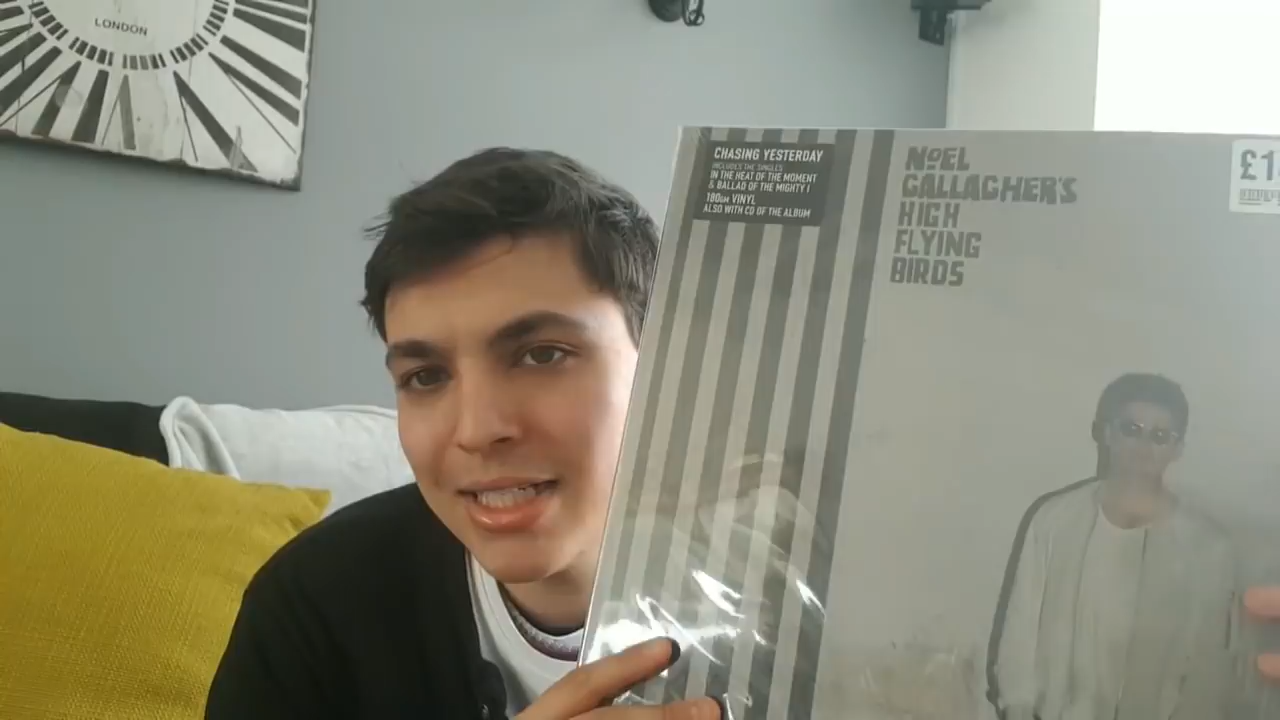 LONDON
CHASING YESTERDAY
INCLUDES THE SINGLES
IN THE HEAT OF THE MOMENT
& BALLAD OF THE MIGHTY I
180GM VINYL
ALSO WITH CD OF THE ALBUM
NOEL
GALLAGHER'S
HIGH
FLYING
BIRDS